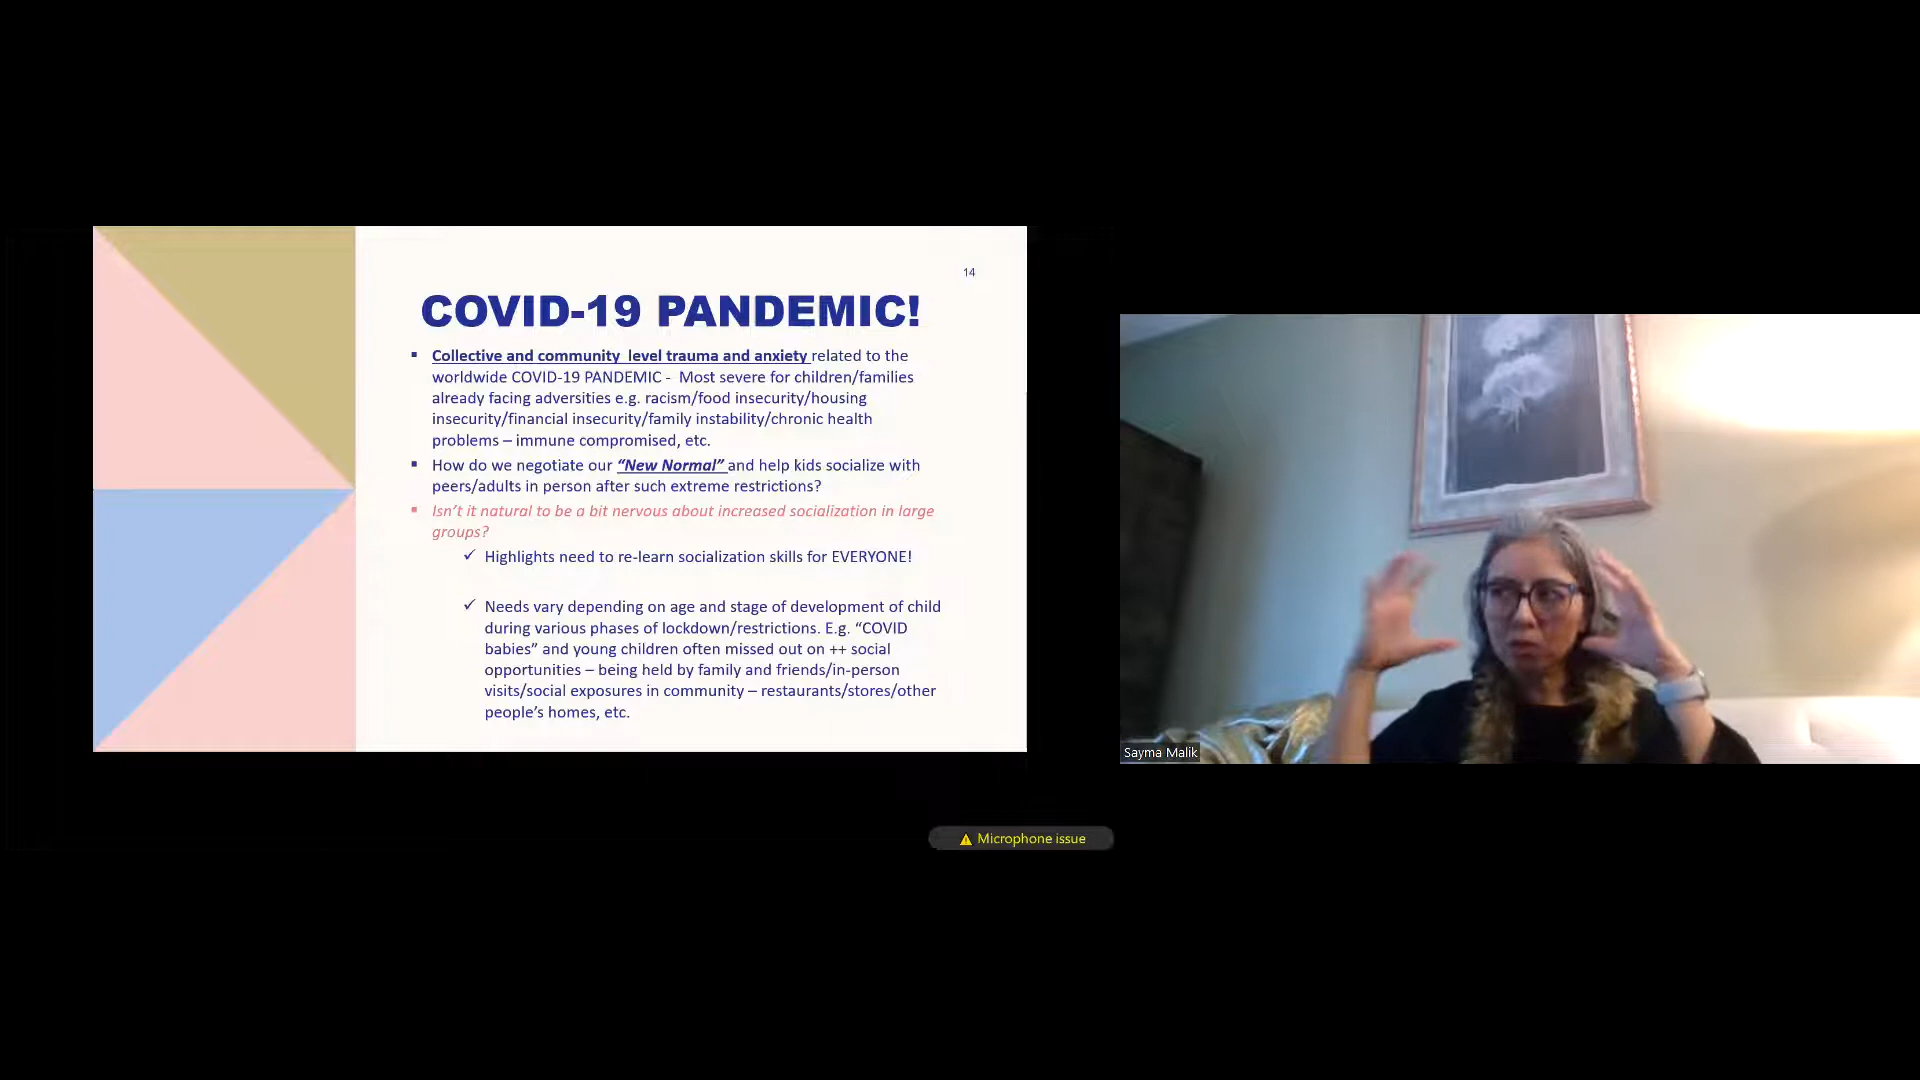 14
COVID-19 PANDEMIC!
▪ Collective and community level trauma and anxiety related to the
worldwide COVID-19 PANDEMIC - Most severe for children/families
already facing adversities e.g. racism/food insecurity/housing
insecurity/financial insecurity/family instability/chronic health
problems – immune compromised, etc.
▪ How do we negotiate our “New Normal” and help kids socialize with
peers/adults in person after such extreme restrictions?
▪ Isn’t it natural to be a bit nervous about increased socialization in large
groups?
✓ Highlights need to re-learn socialization skills for EVERYONE!
✓ Needs vary depending on age and stage of development of child
during various phases of lockdown/restrictions. E.g. “COVID
babies” and young children often missed out on ++ social
opportunities – being held by family and friends/in-person
visits/social exposures in community – restaurants/stores/other
people’s homes, etc.
Sayma Malik
Microphone issue